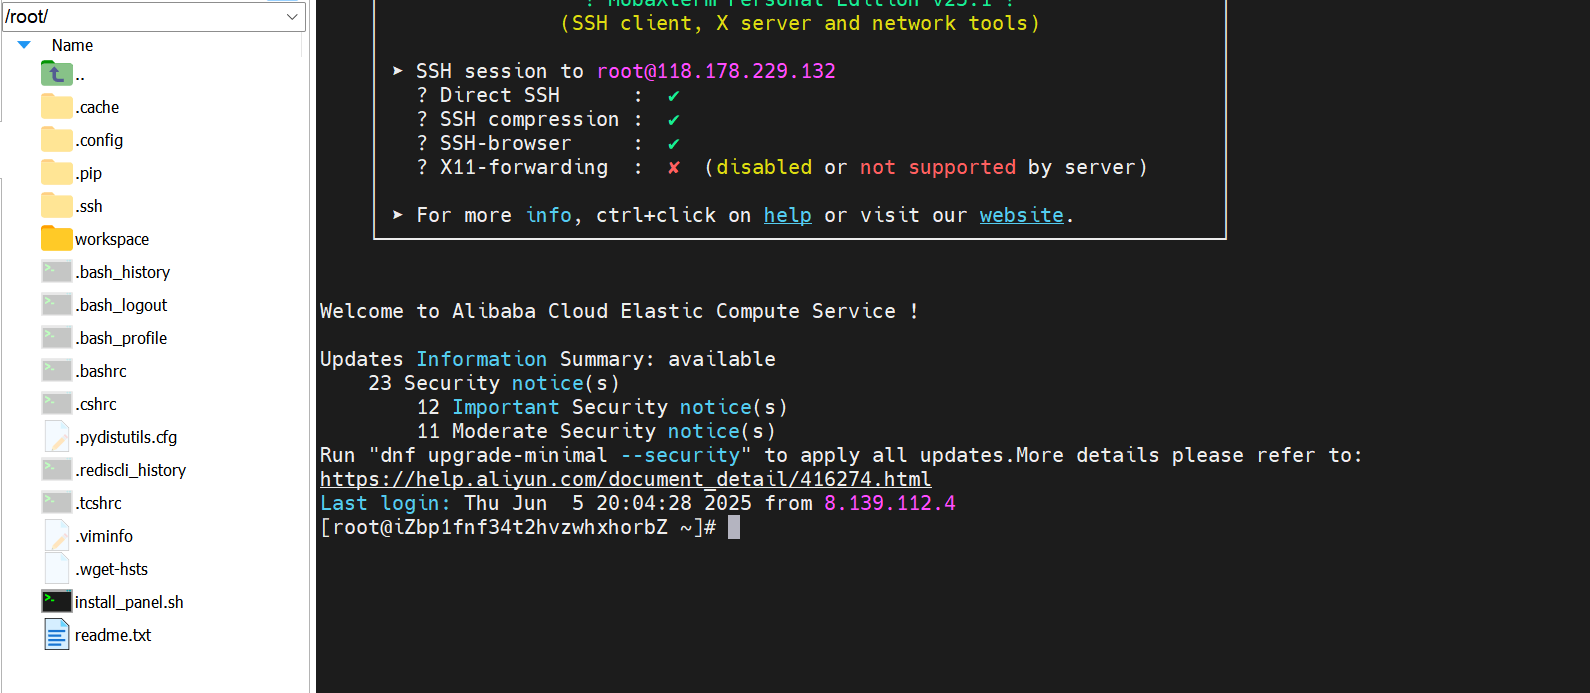 /root/
Name
..
.cache
.config
.pip
.ssh
workspace
.bash_history
.bash_logout
.bash_profile
.bashrc
.cshrc
.pydistutils.cfg
.rediscli_history
.tcshrc
.viminfo
.wget-hsts
install_panel.sh
readme.txt
? MobaXterm Personal Edition v25.1 ?
(SSH client, X server and network tools)
➤ SSH session to root@118.178.229.132
? Direct SSH : ✔
? SSH compression : ✔
? SSH-browser : ✔
? X11-forwarding : ✘ (disabled or not supported by server)
➤ For more info, ctrl+click on help or visit our website.
Welcome to Alibaba Cloud Elastic Compute Service !
Updates Information Summary: available
23 Security notice(s)
12 Important Security notice(s)
11 Moderate Security notice(s)
Run "dnf upgrade-minimal --security" to apply all updates.More details please refer to:
https://help.aliyun.com/document_detail/416274.html
Last login: Thu Jun  5 20:04:28 2025 from 8.139.112.4
[root@iZbp1fnf34t2hvzwhxhorbZ ~]#